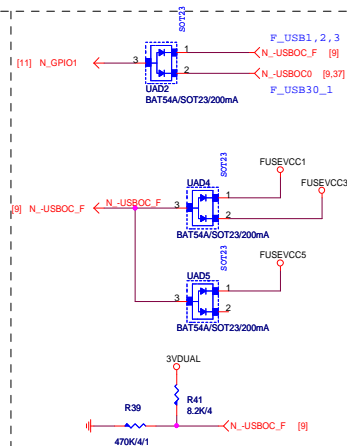 SOT23
F_USB1,2,3
[11] N_GPIO1
3
1
N_-USBOC_F [9]
2
N_-USBOC0 [9,37]
F_USB30_1
UAD2
BAT54A/SOT23/200mA
SOT23
FUSEVCC1
FUSEVCC3
UAD4
[9] N_-USBOC_F
N_-USBOC_F
3
1
2
BAT54A/SOT23/200mA
SOT23
FUSEVCC5
UAD5
3
1
2
BAT54A/SOT23/200mA
3VDUAL
R41
8.2K/4
R39
N_-USBOC_F [9]
470K/4/1